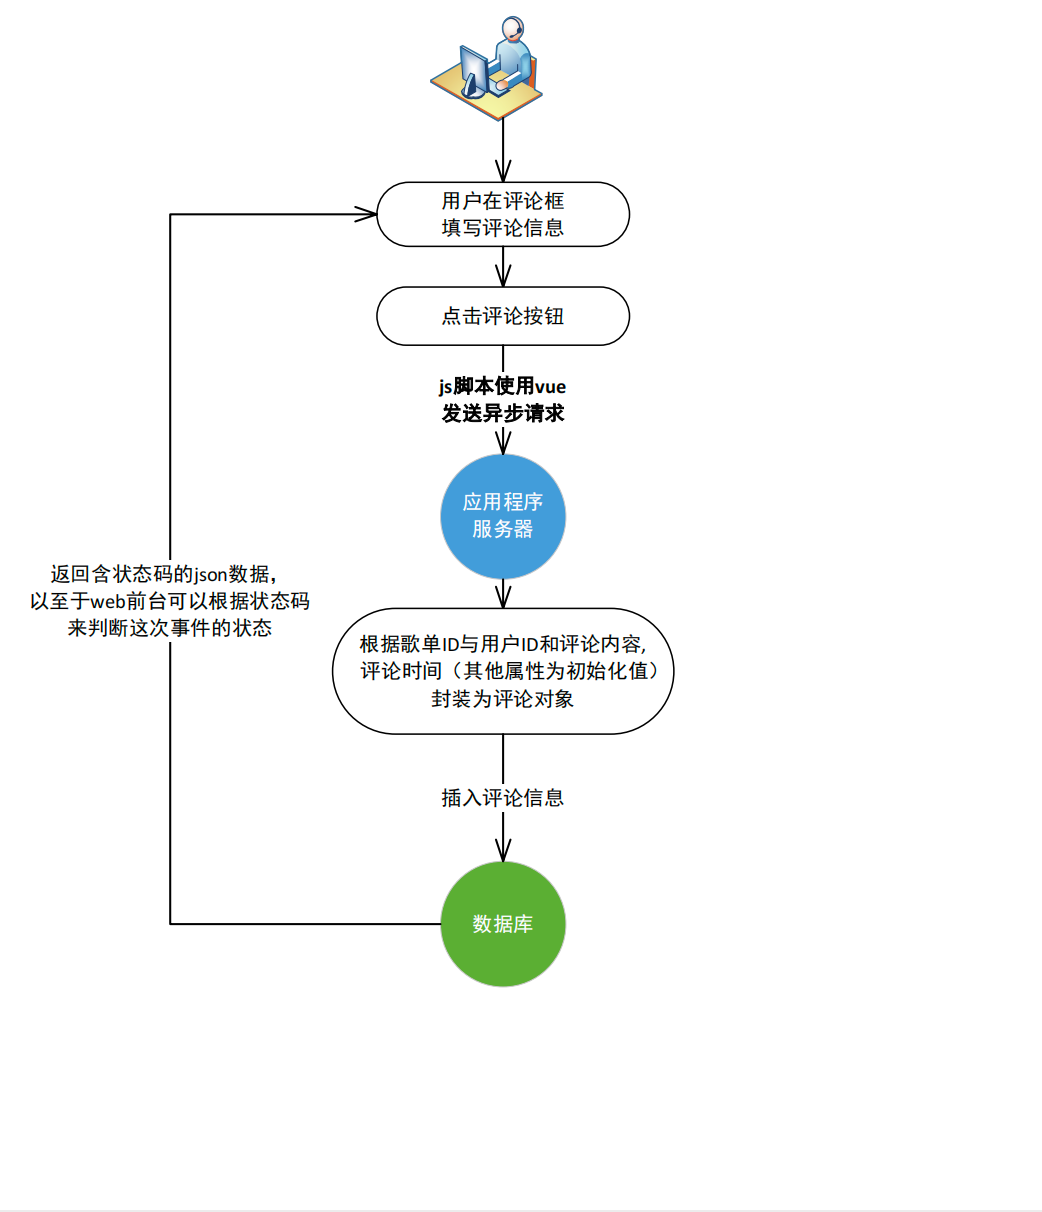 用户在评论框
填写评论信息
点击评论按钮
js脚本使用vue
发送异步请求
应用程序
服务器
返回含状态码的json数据，
以至于web前台可以根据状态码
来判断这次事件的状态
根据歌单ID与用户ID和评论内容,
评论时间（其他属性为初始化值）
封装为评论对象
插入评论信息
数据库